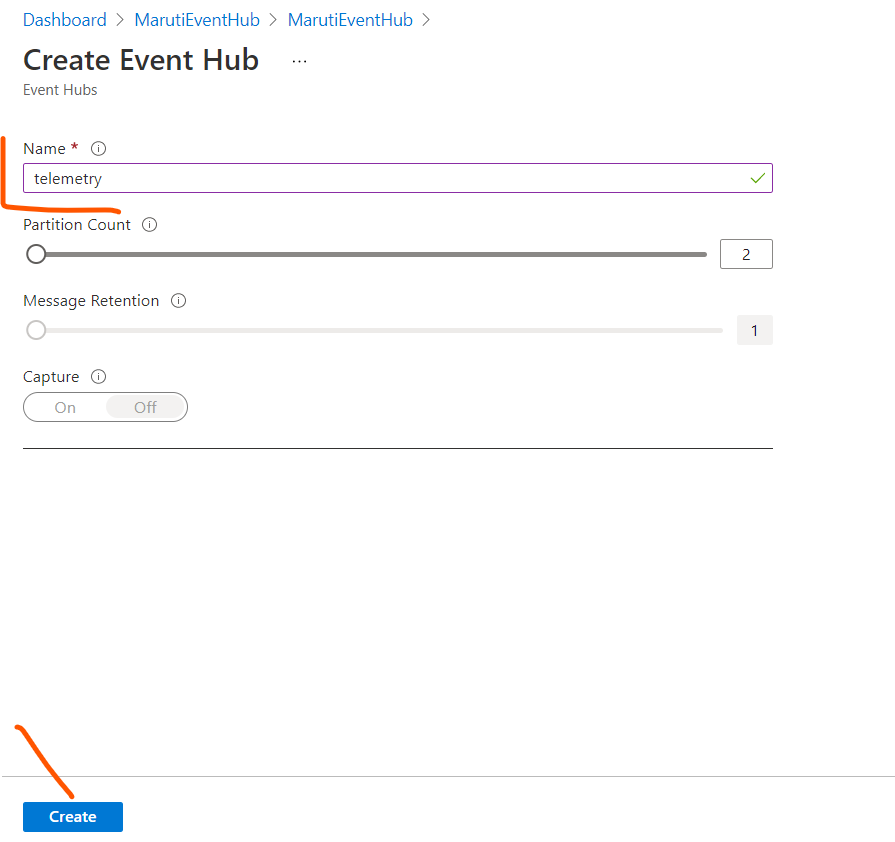 Dashboard > MarutiEventHub > MarutiEventHub >
Create Event Hub ...
Event Hubs
Name *
telemetry
Partition Count
2
Message Retention
1
Capture
On Off
Create